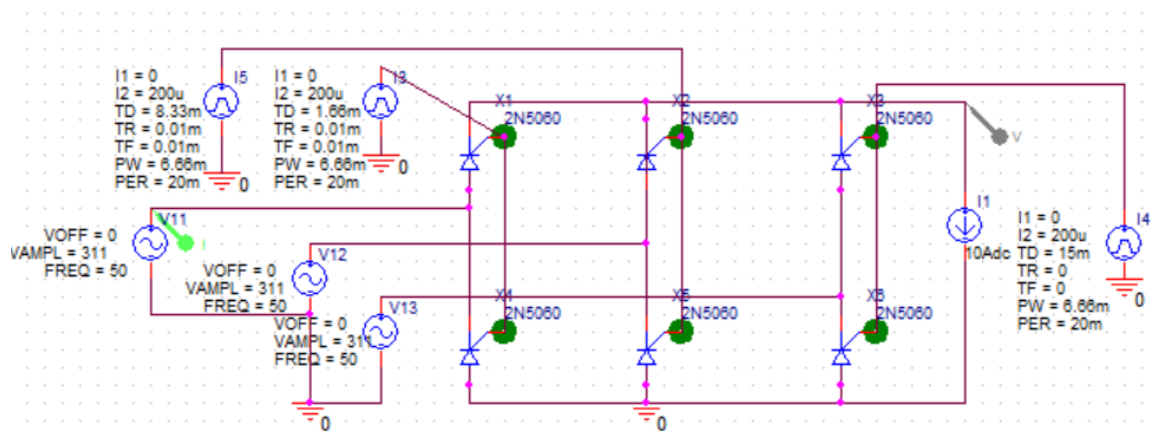 I1 = 0
I2 = 200u
TD = 8.33m
TR = 0.01m
TF = 0.01m
PW = 6.66m
PER = 20m
I5
0
I1 = 0
I2 = 200u
TD = 1.66m
TR = 0.01m
TF = 0.01m
PW = 6.66m
PER = 20m
I3
0
X1
2N5060
X2
2N5060
X3
2N5060
V
V11
VOFF = 0
VAMPL = 311
FREQ = 50
I
V12
VOFF = 0
VAMPL = 311
FREQ = 50
V13
VOFF = 0
VAMPL = 311
FREQ = 50
X4
2N5060
X5
2N5060
X6
2N5060
I1
10Adc
I1 = 0
I2 = 200u
TD = 15m
TR = 0
TF = 0
PW = 6.66m
PER = 20m
I4
0
0
0